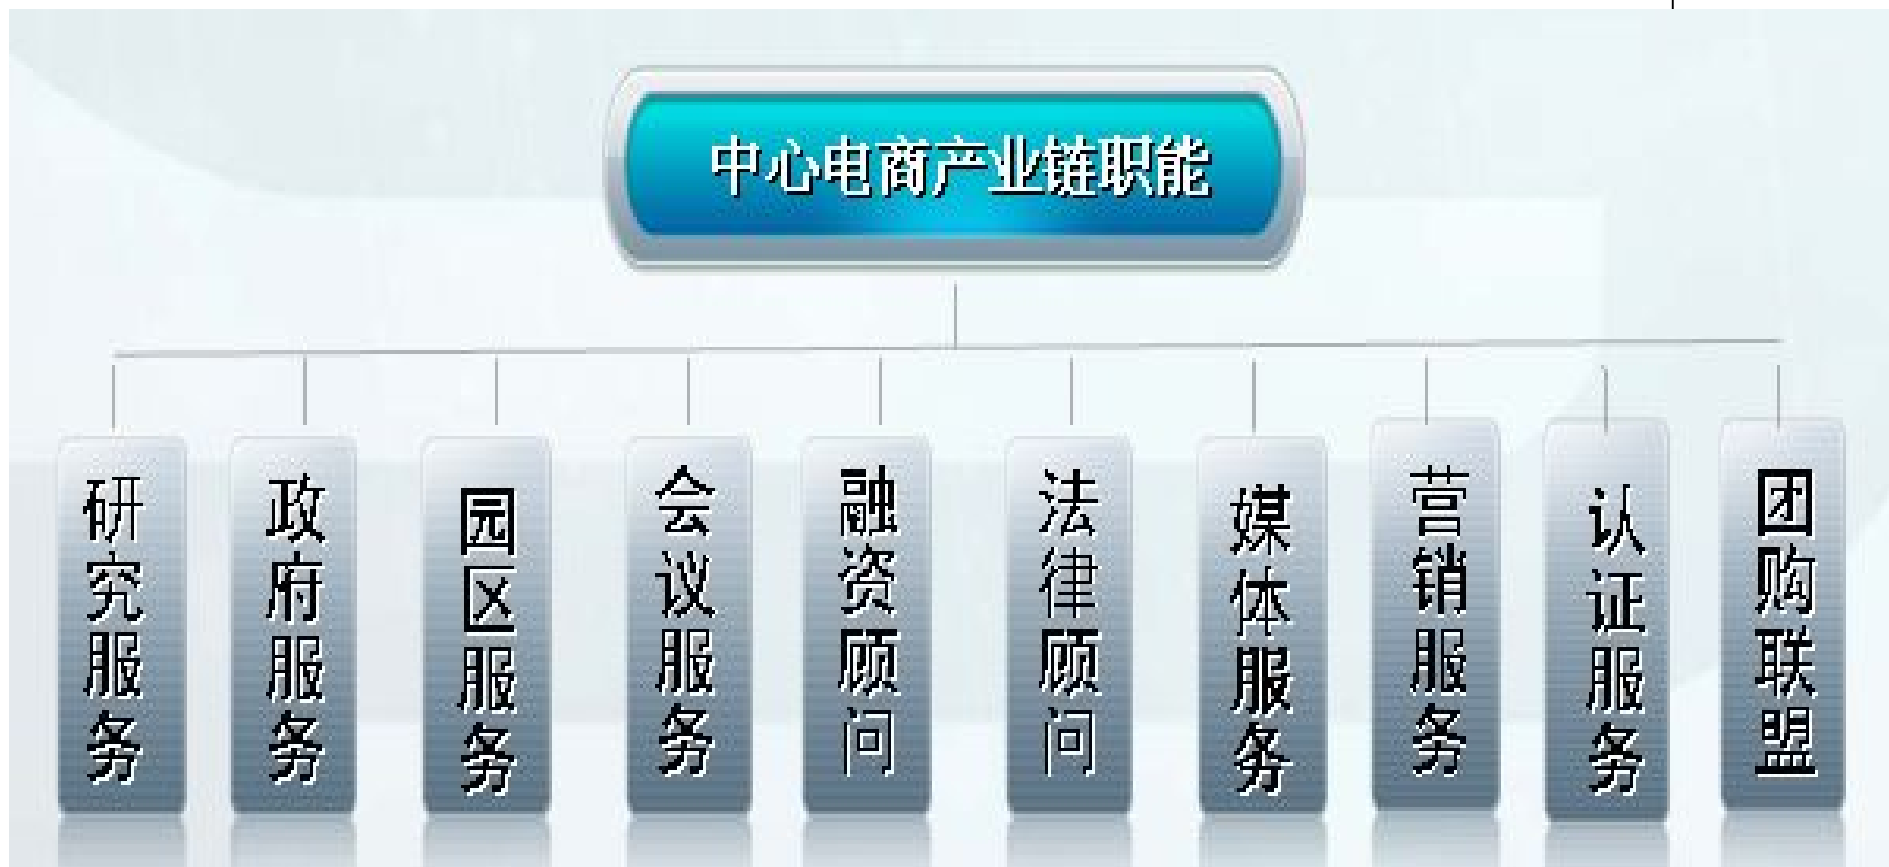 中心电商产业链职能
研究服务
政府服务
园区服务
会议服务
融资顾问
法律顾问
媒体服务
营销服务
认证服务
团购联盟